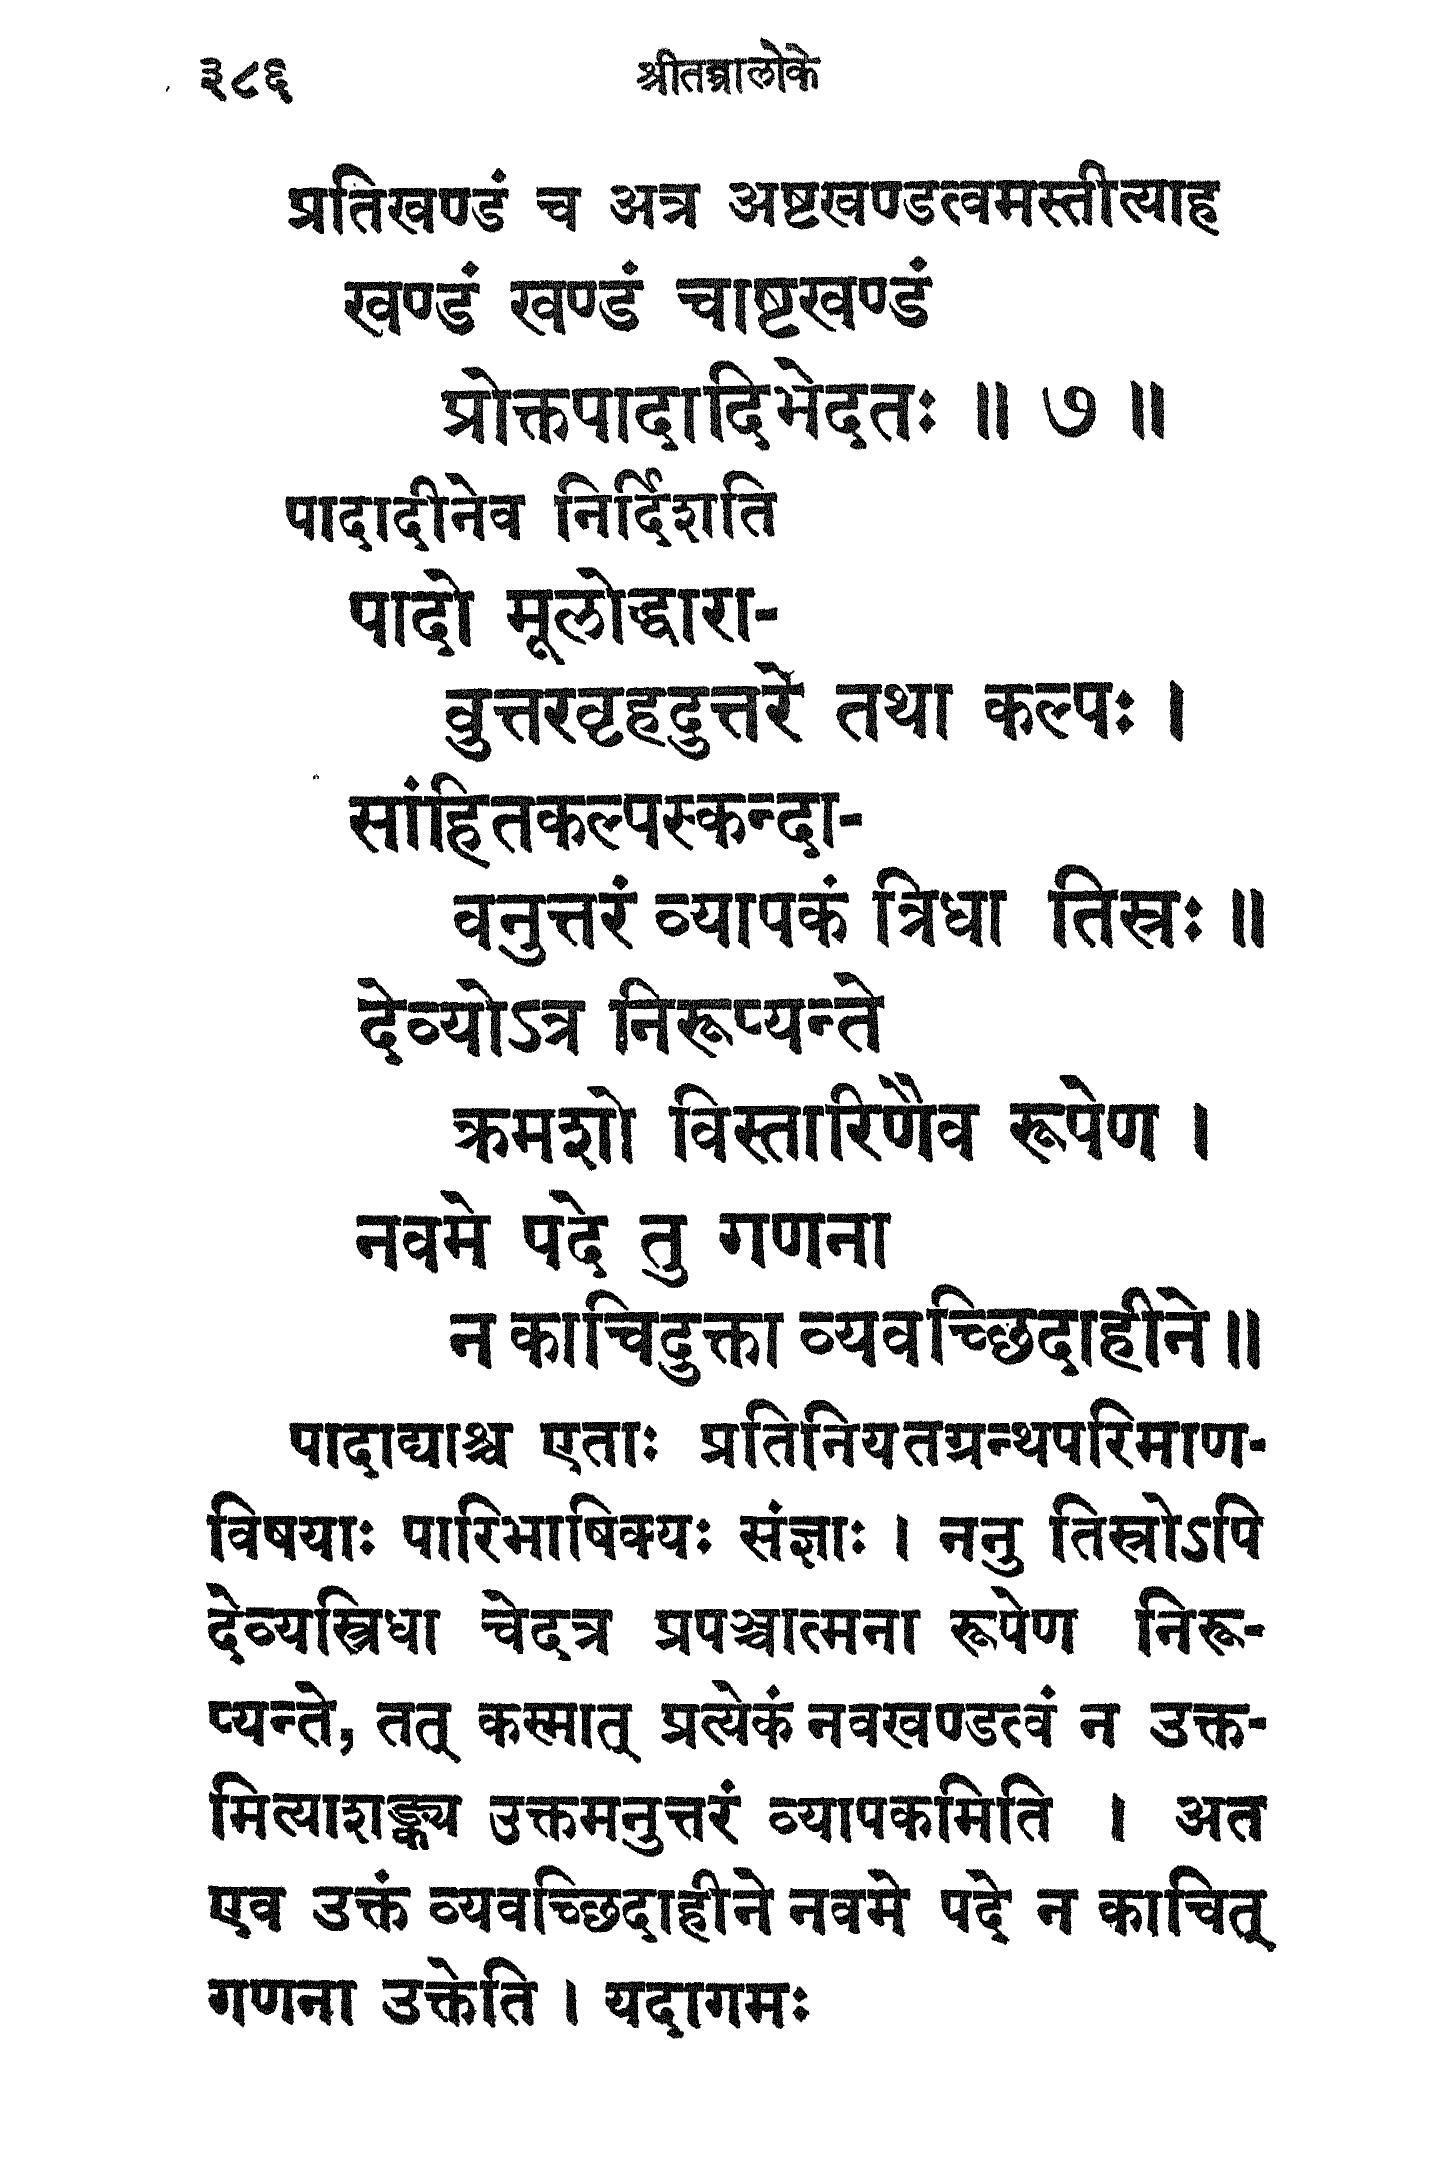 ३८६ श्रीतन्त्रालोके
प्रतिखण्डं च अत्र अष्टखण्डत्वमस्तीत्याह
खण्डं खण्डं चाष्टखण्डं
प्रोक्तपादादिभेदतः ॥ ७ ॥
पादादीनेव निर्दिशति
पादो मूलोद्धारा-
वुत्तरवृहदुत्तरे तथा कल्पः ।
सांहितकल्पस्कन्दा-
वनुत्तरं व्यापकं त्रिधा तिस्रः ॥
देव्योऽत्र निरूप्यन्ते
क्रमशो विस्तारिणैव रूपेण ।
नवमे पदे तु गणना
न काचिदुक्ता व्यवच्छिदाहीने ॥
पादाद्याश्च एताः प्रतिनियतग्रन्थपरिमाण-
विषयाः पारिभाषिक्यः संज्ञाः । ननु तिस्रोऽपि
देव्यस्त्रिधा चेदत्र प्रपञ्चात्मना रूपेण निरू-
प्यन्ते, तत् कस्मात् प्रत्येकं नवखण्डत्वं न उक्त-
मित्याशङ्क्य उक्तमनुत्तरं व्यापकमिति । अत
एव उक्तं व्यवच्छिदाहीने नवमे पदे न काचित्
गणना उक्तेति । यदागमः